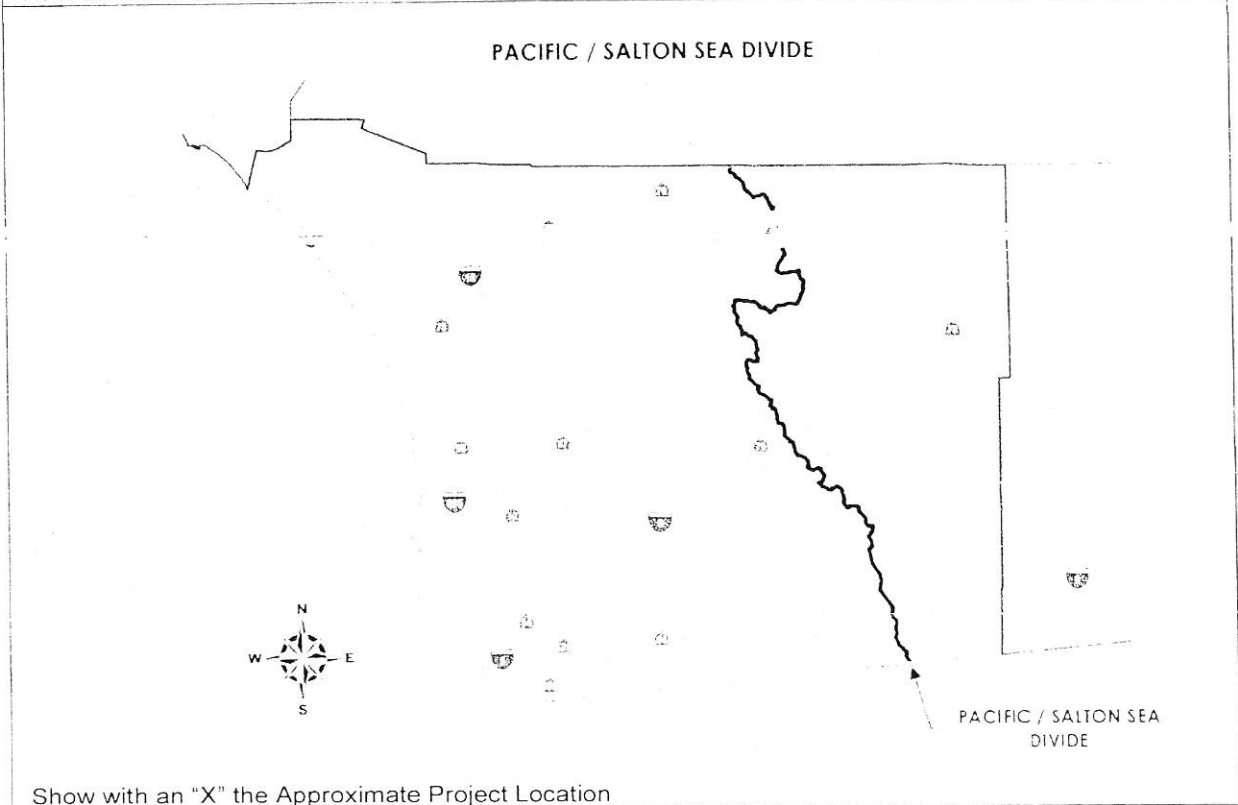 PACIFIC / SALTON SEA DIVIDE
N
W E
S
PACIFIC / SALTON SEA
DIVIDE
Show with an "X" the Approximate Project Location